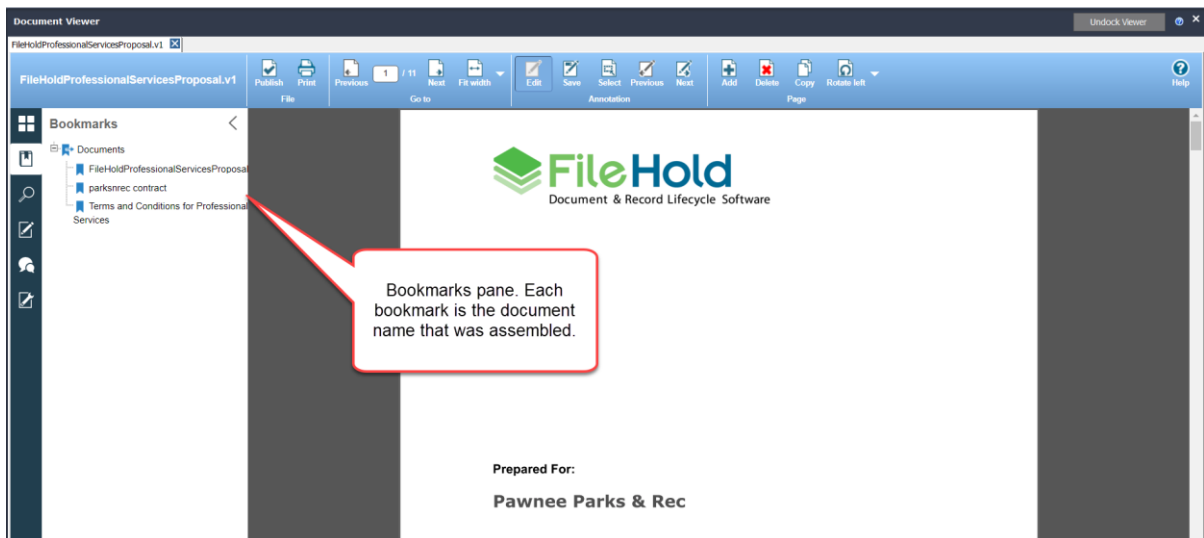 Document Viewer
Undock Viewer
FileHoldProfessionalServicesProposal.v1
FileHoldProfessionalServicesProposal.v1
Publish Print
File
Previous 1 / 11 Next Fit width
Go to
Edit Save Select Previous Next
Annotation
Add Delete Copy Rotate left
Page
Help
Bookmarks
Documents
FileHoldProfessionalServicesProposal
parksnrec contract
Terms and Conditions for Professional
Services
Bookmarks pane. Each
bookmark is the document
name that was assembled.
FileHold
Document & Record Lifecycle Software
Prepared For:
Pawnee Parks & Rec